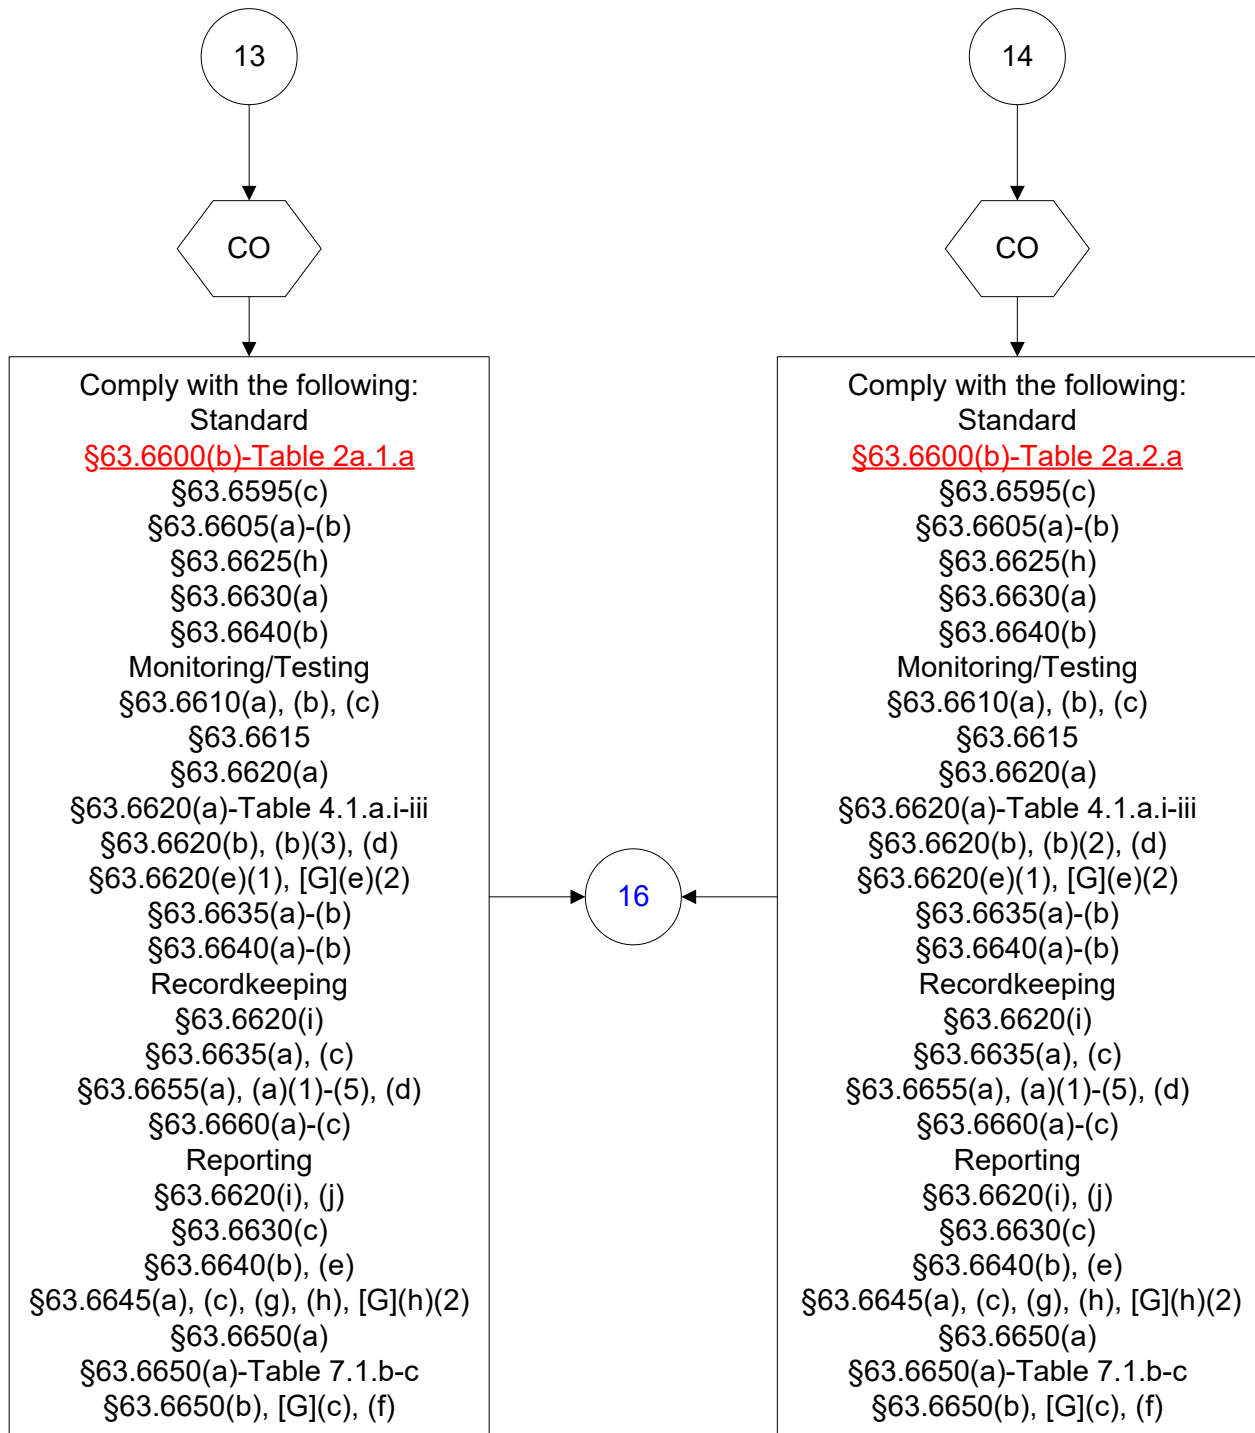 13
CO
Comply with the following:
Standard
§63.6600(b)-Table 2a.1.a
§63.6595(c)
§63.6605(a)-(b)
§63.6625(h)
§63.6630(a)
§63.6640(b)
Monitoring/Testing
§63.6610(a), (b), (c)
§63.6615
§63.6620(a)
§63.6620(a)-Table 4.1.a.i-iii
§63.6620(b), (b)(3), (d)
§63.6620(e)(1), [G](e)(2)
§63.6635(a)-(b)
§63.6640(a)-(b)
Recordkeeping
§63.6620(i)
§63.6635(a), (c)
§63.6655(a), (a)(1)-(5), (d)
§63.6660(a)-(c)
Reporting
§63.6620(i), (j)
§63.6630(c)
§63.6640(b), (e)
§63.6645(a), (c), (g), (h), [G](h)(2)
§63.6650(a)
§63.6650(a)-Table 7.1.b-c
§63.6650(b), [G](c), (f)
16
14
CO
Comply with the following:
Standard
§63.6600(b)-Table 2a.2.a
§63.6595(c)
§63.6605(a)-(b)
§63.6625(h)
§63.6630(a)
§63.6640(b)
Monitoring/Testing
§63.6610(a), (b), (c)
§63.6615
§63.6620(a)
§63.6620(a)-Table 4.1.a.i-iii
§63.6620(b), (b)(2), (d)
§63.6620(e)(1), [G](e)(2)
§63.6635(a)-(b)
§63.6640(a)-(b)
Recordkeeping
§63.6620(i)
§63.6635(a), (c)
§63.6655(a), (a)(1)-(5), (d)
§63.6660(a)-(c)
Reporting
§63.6620(i), (j)
§63.6630(c)
§63.6640(b), (e)
§63.6645(a), (c), (g), (h), [G](h)(2)
§63.6650(a)
§63.6650(a)-Table 7.1.b-c
§63.6650(b), [G](c), (f)